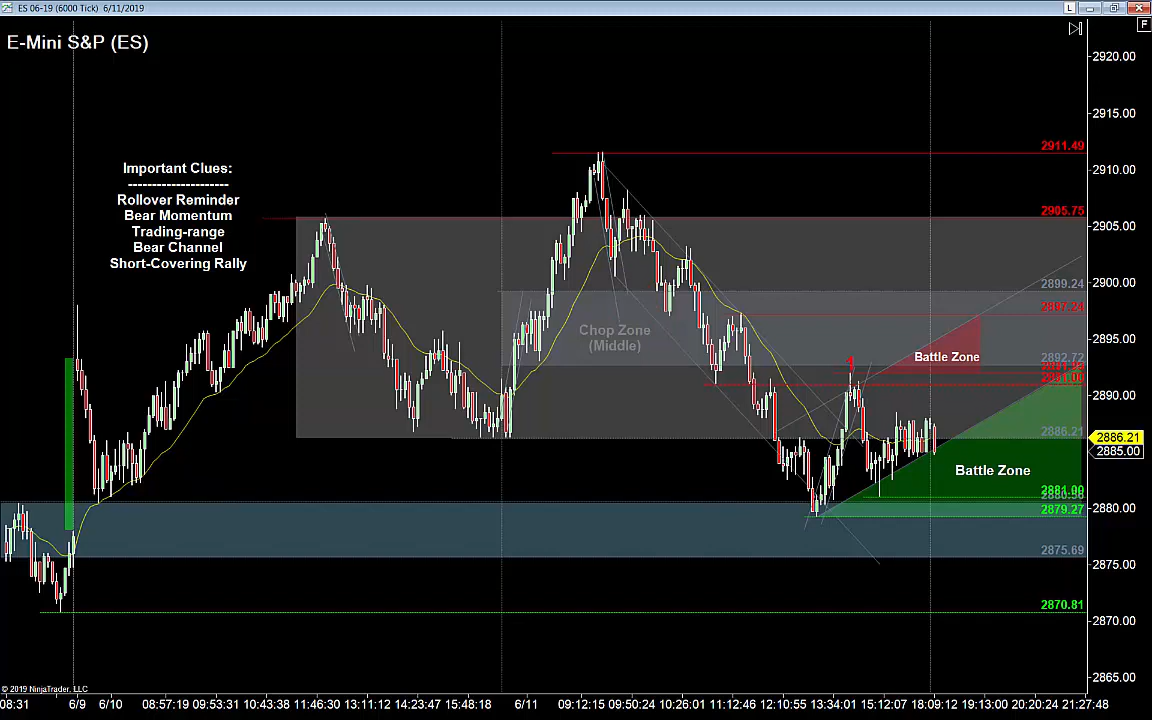 ES 06-19 (6000 Tick)  6/11/2019
L
F
E-Mini S&P (ES)
2920.00
2915.00
2911.49
2910.00
Important Clues:
---------------------
Rollover Reminder
Bear Momentum
Trading-range
Bear Channel
Short-Covering Rally
2905.75
2905.00
2899.24
2900.00
2897.24
2895.00
Chop Zone
(Middle)
Battle Zone
2892.72
1
2891.00
2890.00
2886.21
2886.21
2885.00
Battle Zone
2881.00
2880.00
2879.27
2875.69
2875.00
2870.81
2870.00
2865.00
© 2019 NinjaTrader, LLC
08:31 6/9 6/10 08:57:19 09:53:31 10:43:38 11:46:30 13:11:12 14:23:47 15:48:18 6/11 09:12:15 09:50:24 10:26:01 11:12:46 12:10:55 13:34:01 15:12:07 18:09:12 19:13:00 20:20:24 21:27:48